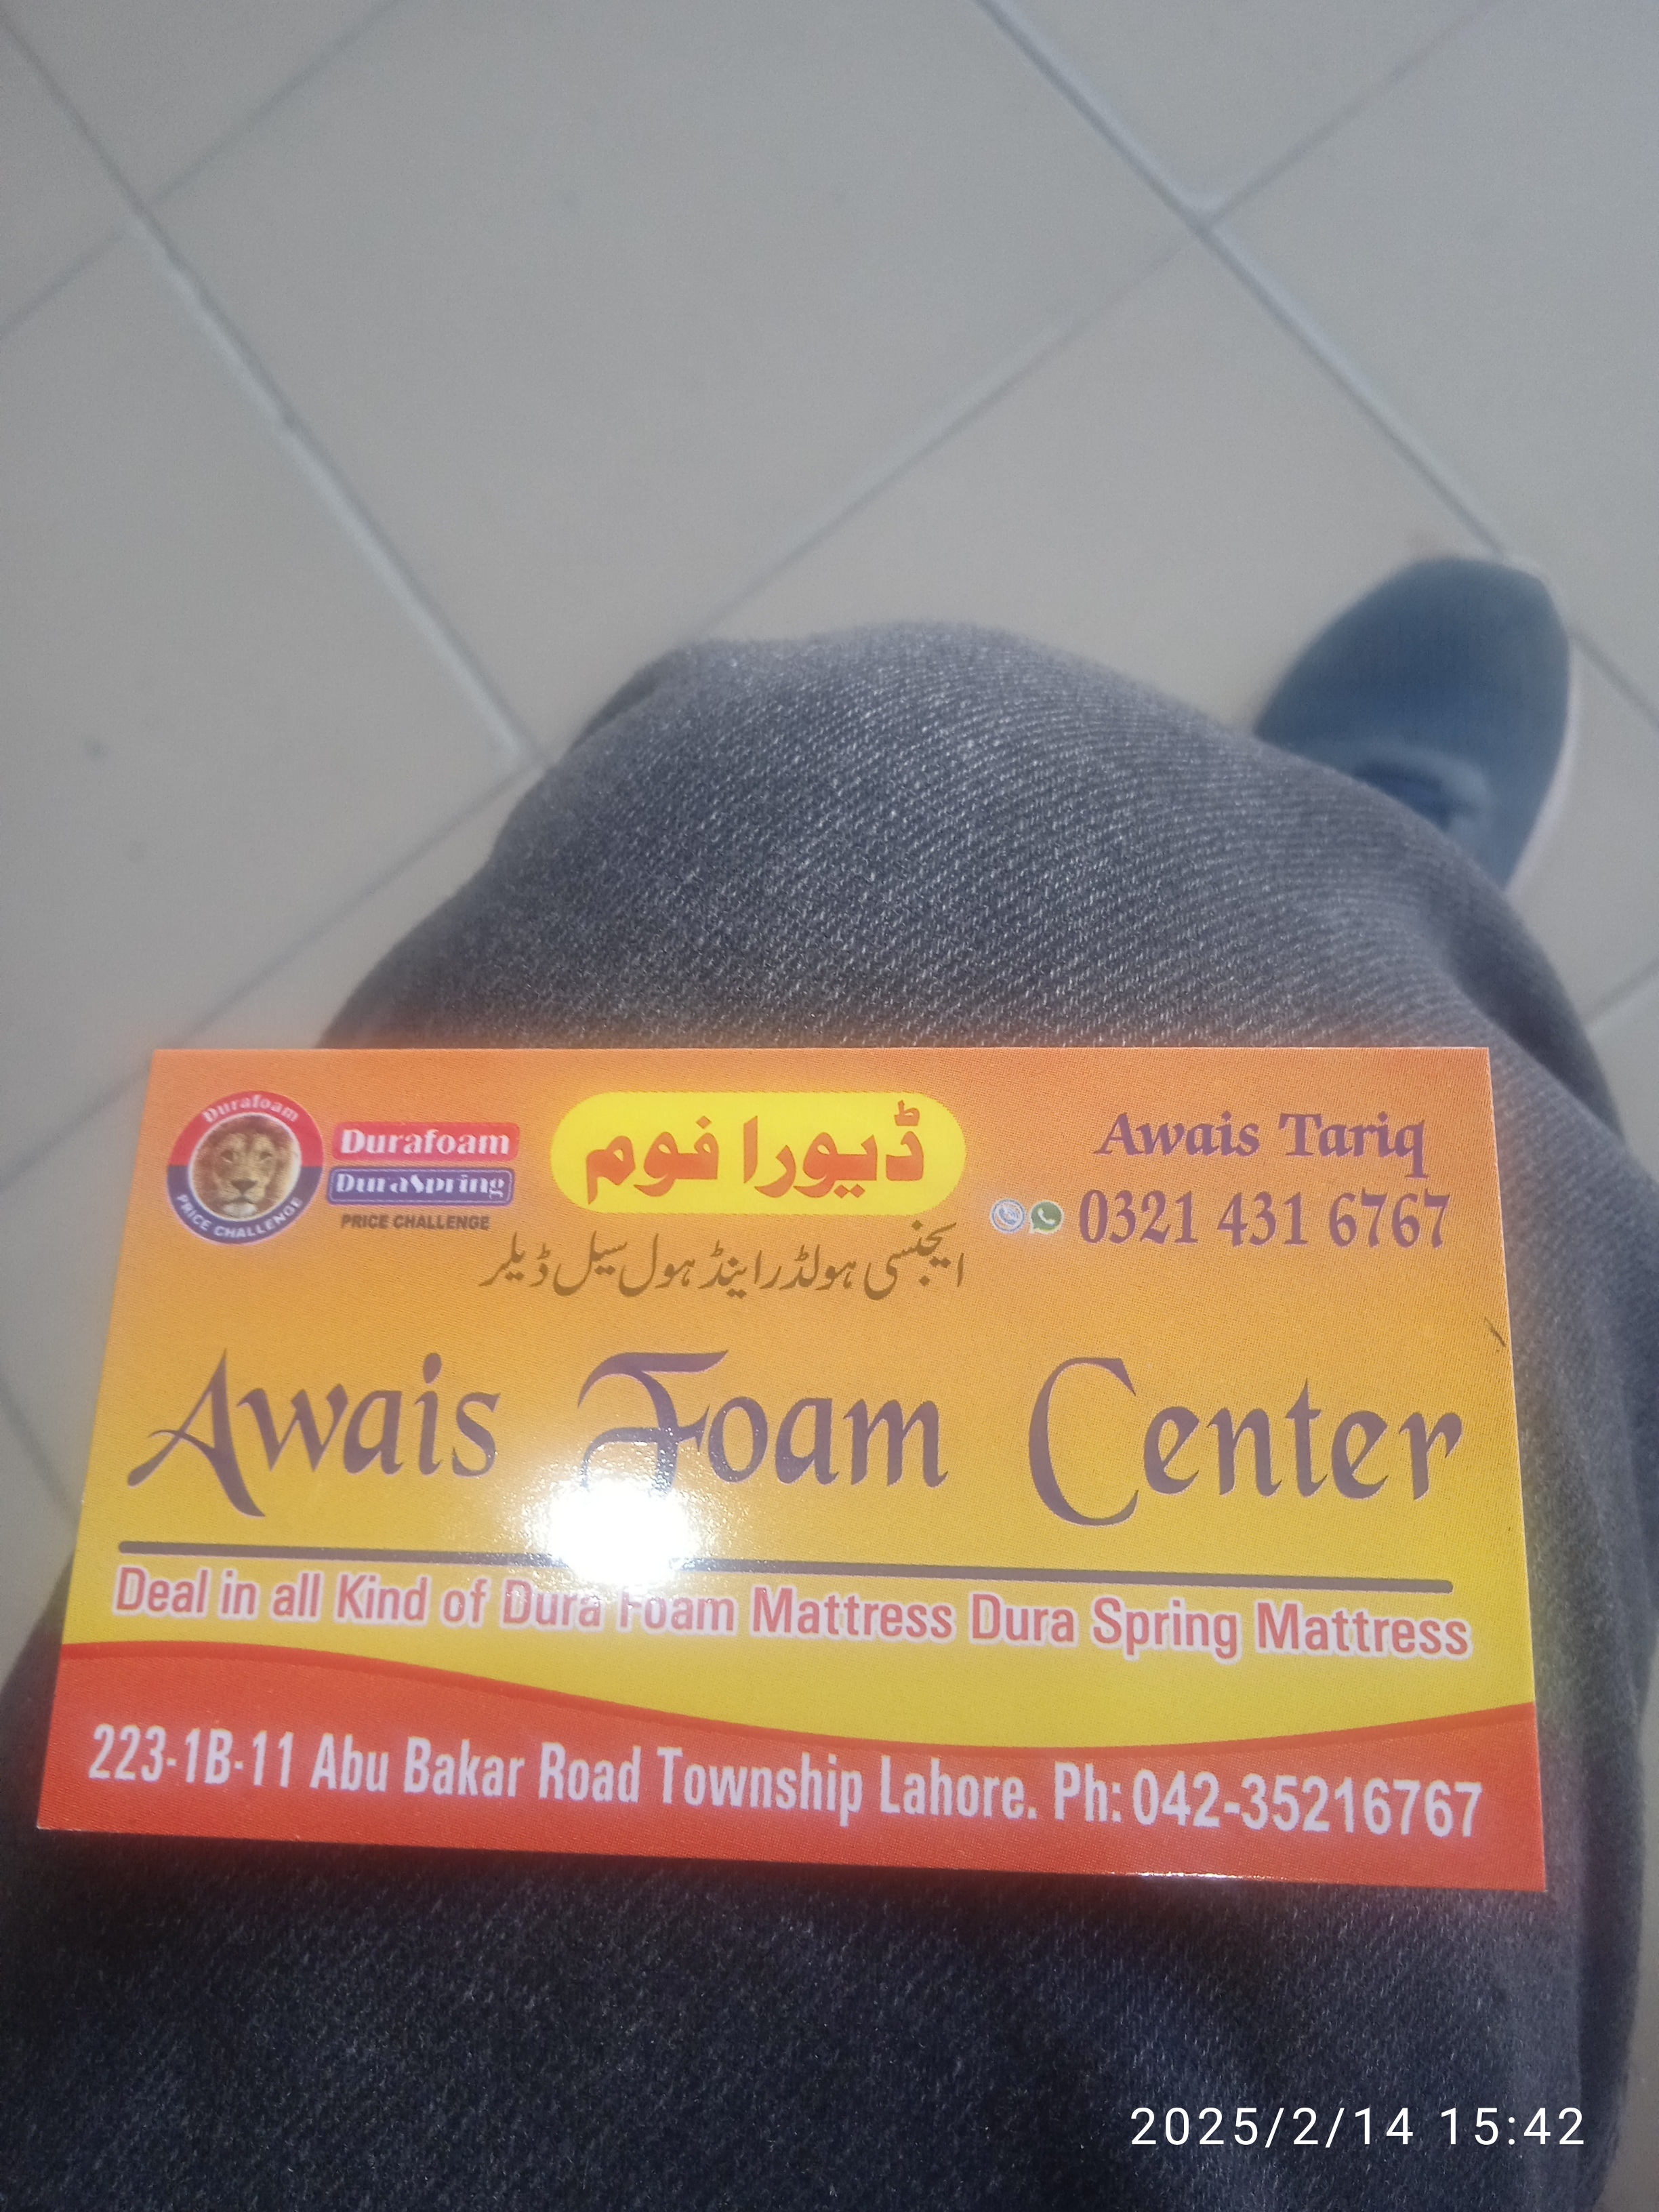 Durafoam
PRICE CHALLENGE
Durafoam
DuraSpring
PRICE CHALLENGE
ڈیورا فوم
ایجنسی ہولڈر اینڈ ہول سیل ڈیلر
Awais Tariq
0321 431 6767
Awais Foam Center
Deal in all Kind of Dura Foam Mattress Dura Spring Mattress
223-1B-11 Abu Bakar Road Township Lahore. Ph: 042-35216767
2025/2/14 15:42